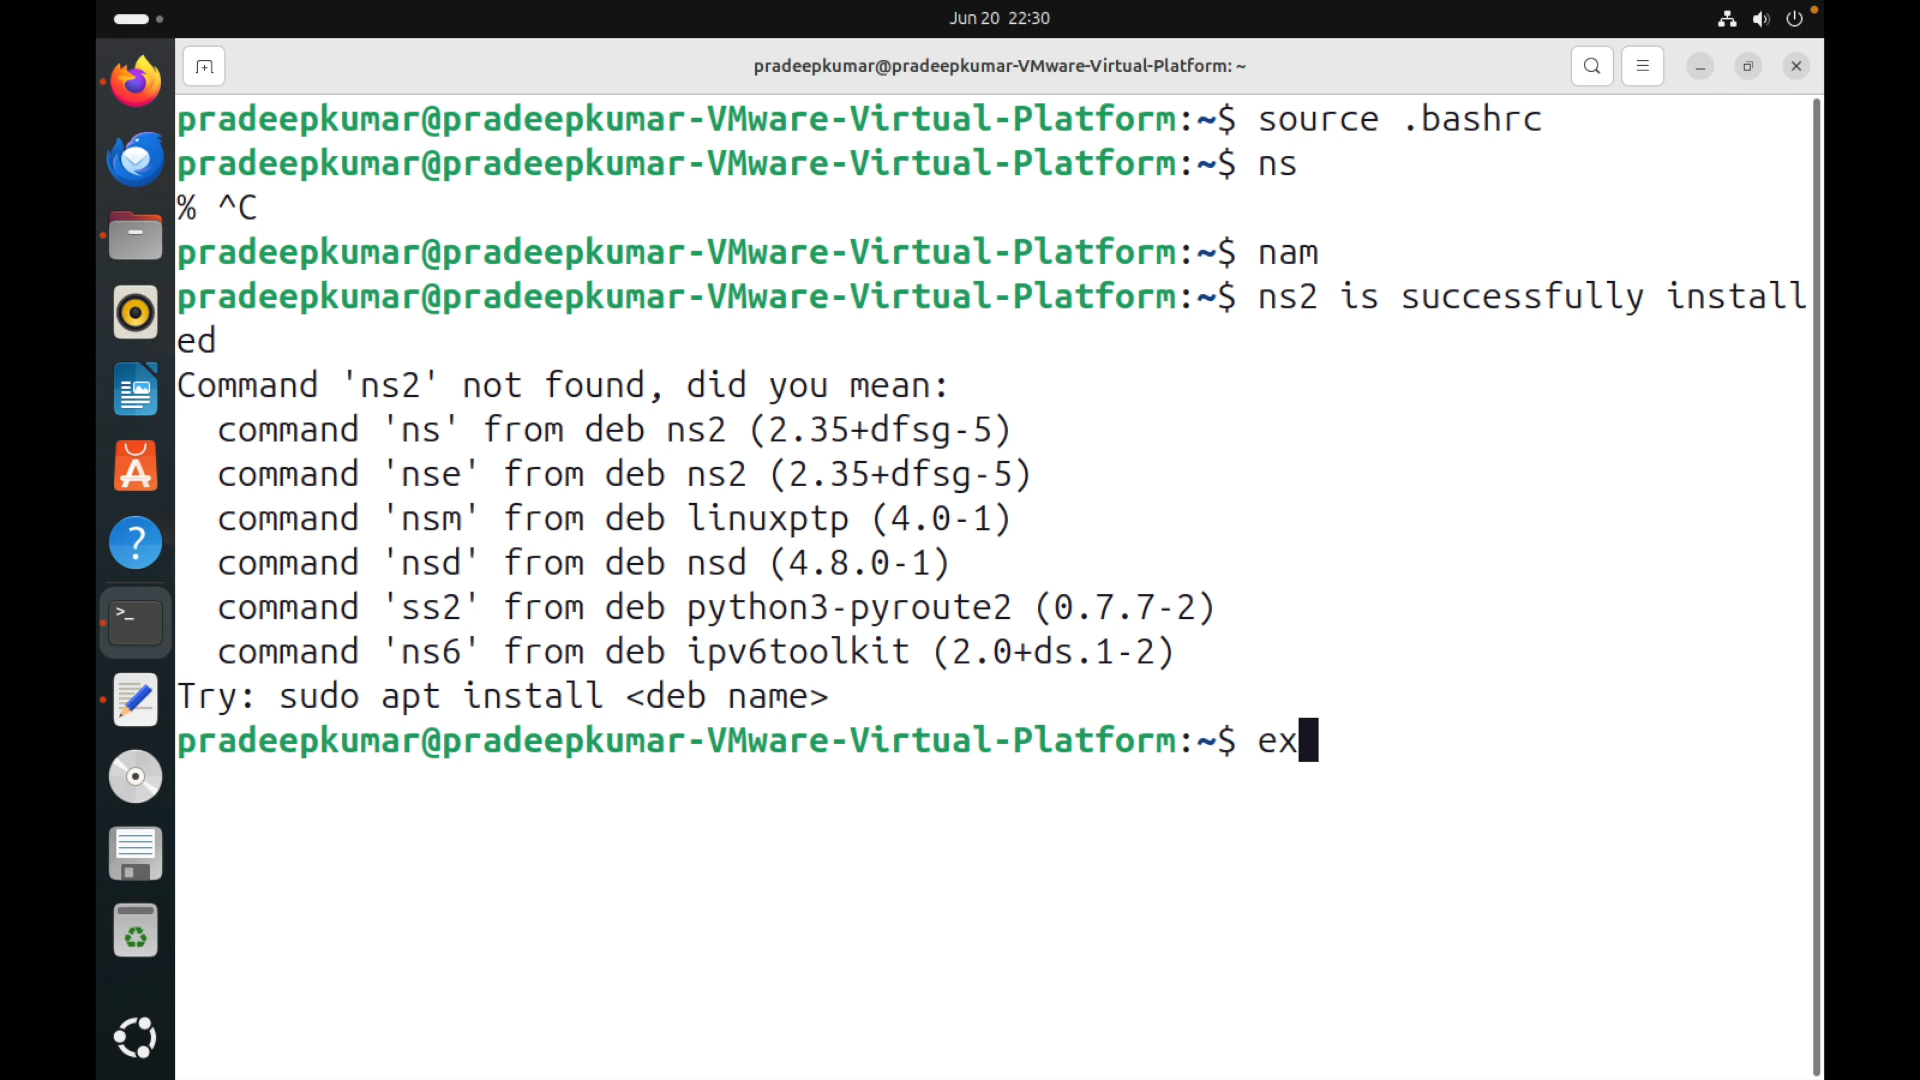 Jun 20 22:30
pradeepkumar@pradeepkumar-VMware-Virtual-Platform: ~
pradeepkumar@pradeepkumar-VMware-Virtual-Platform:~$ source .bashrc
pradeepkumar@pradeepkumar-VMware-Virtual-Platform:~$ ns
% ^C
pradeepkumar@pradeepkumar-VMware-Virtual-Platform:~$ nam
pradeepkumar@pradeepkumar-VMware-Virtual-Platform:~$ ns2 is successfully install
ed
Command 'ns2' not found, did you mean:
  command 'ns' from deb ns2 (2.35+dfsg-5)
  command 'nse' from deb ns2 (2.35+dfsg-5)
  command 'nsm' from deb linuxptp (4.0-1)
  command 'nsd' from deb nsd (4.8.0-1)
  command 'ss2' from deb python3-pyroute2 (0.7.7-2)
  command 'ns6' from deb ipv6toolkit (2.0+ds.1-2)
Try: sudo apt install <deb name>
pradeepkumar@pradeepkumar-VMware-Virtual-Platform:~$ ex